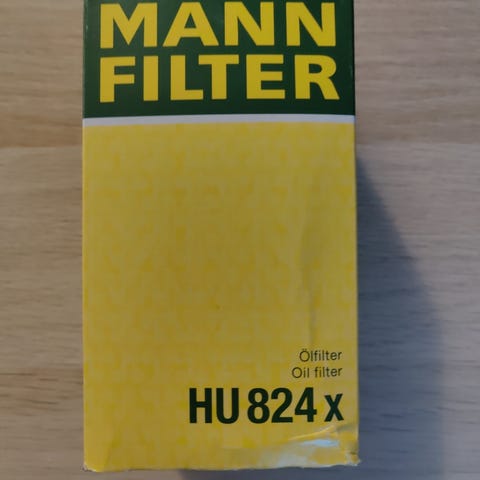 MANN
FILTER
Ölfilter
Oil filter
HU 824 x